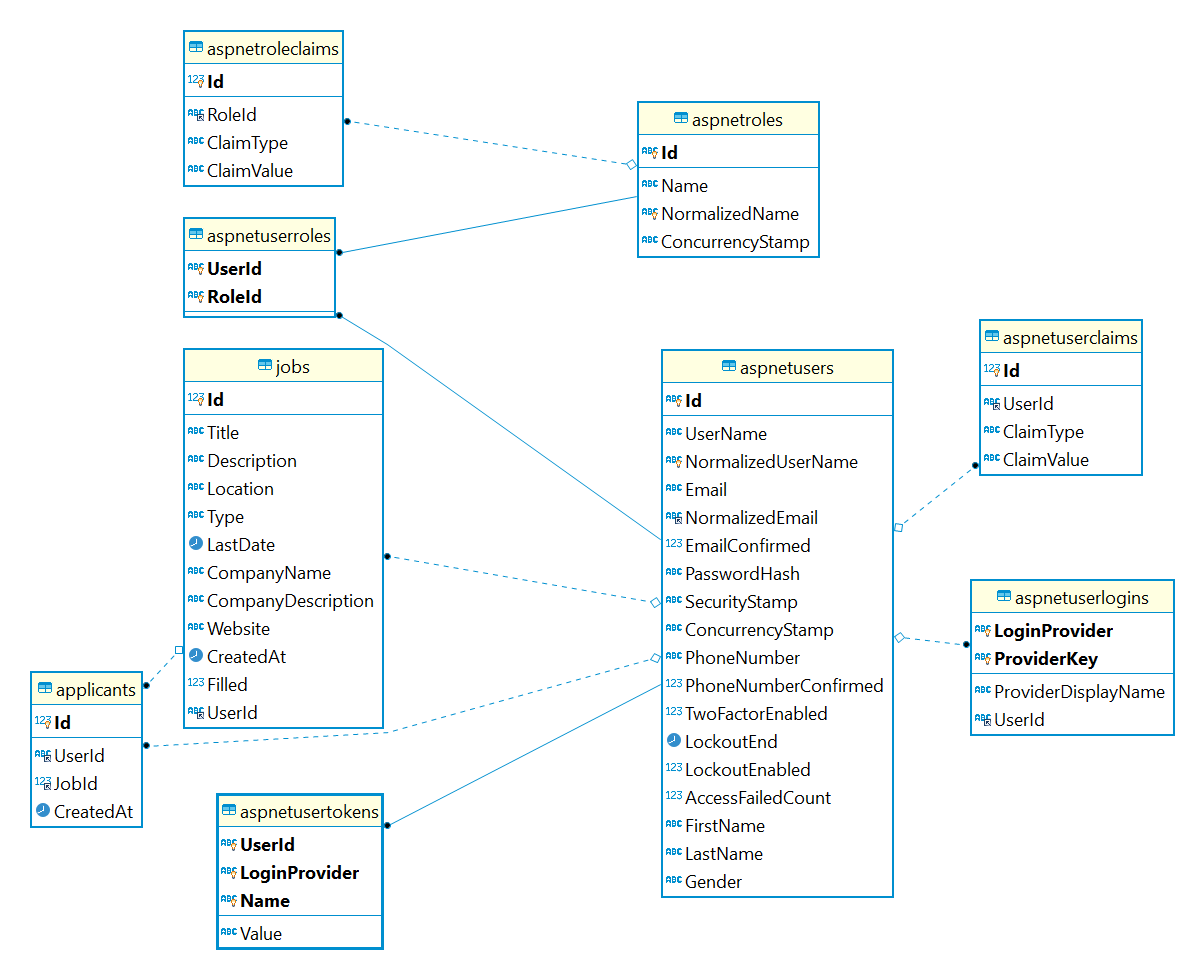 aspnetroleclaims
Id
RoleId
ClaimType
ClaimValue
aspnetroles
Id
Name
NormalizedName
ConcurrencyStamp
aspnetuserroles
UserId
RoleId
jobs
Id
Title
Description
Location
Type
LastDate
CompanyName
CompanyDescription
Website
CreatedAt
Filled
UserId
aspnetusers
Id
UserName
NormalizedUserName
Email
NormalizedEmail
EmailConfirmed
PasswordHash
SecurityStamp
ConcurrencyStamp
PhoneNumber
PhoneNumberConfirmed
TwoFactorEnabled
LockoutEnd
LockoutEnabled
AccessFailedCount
FirstName
LastName
Gender
aspnetuserclaims
Id
UserId
ClaimType
ClaimValue
aspnetuserlogins
LoginProvider
ProviderKey
ProviderDisplayName
UserId
applicants
Id
UserId
JobId
CreatedAt
aspnetusertokens
UserId
LoginProvider
Name
Value